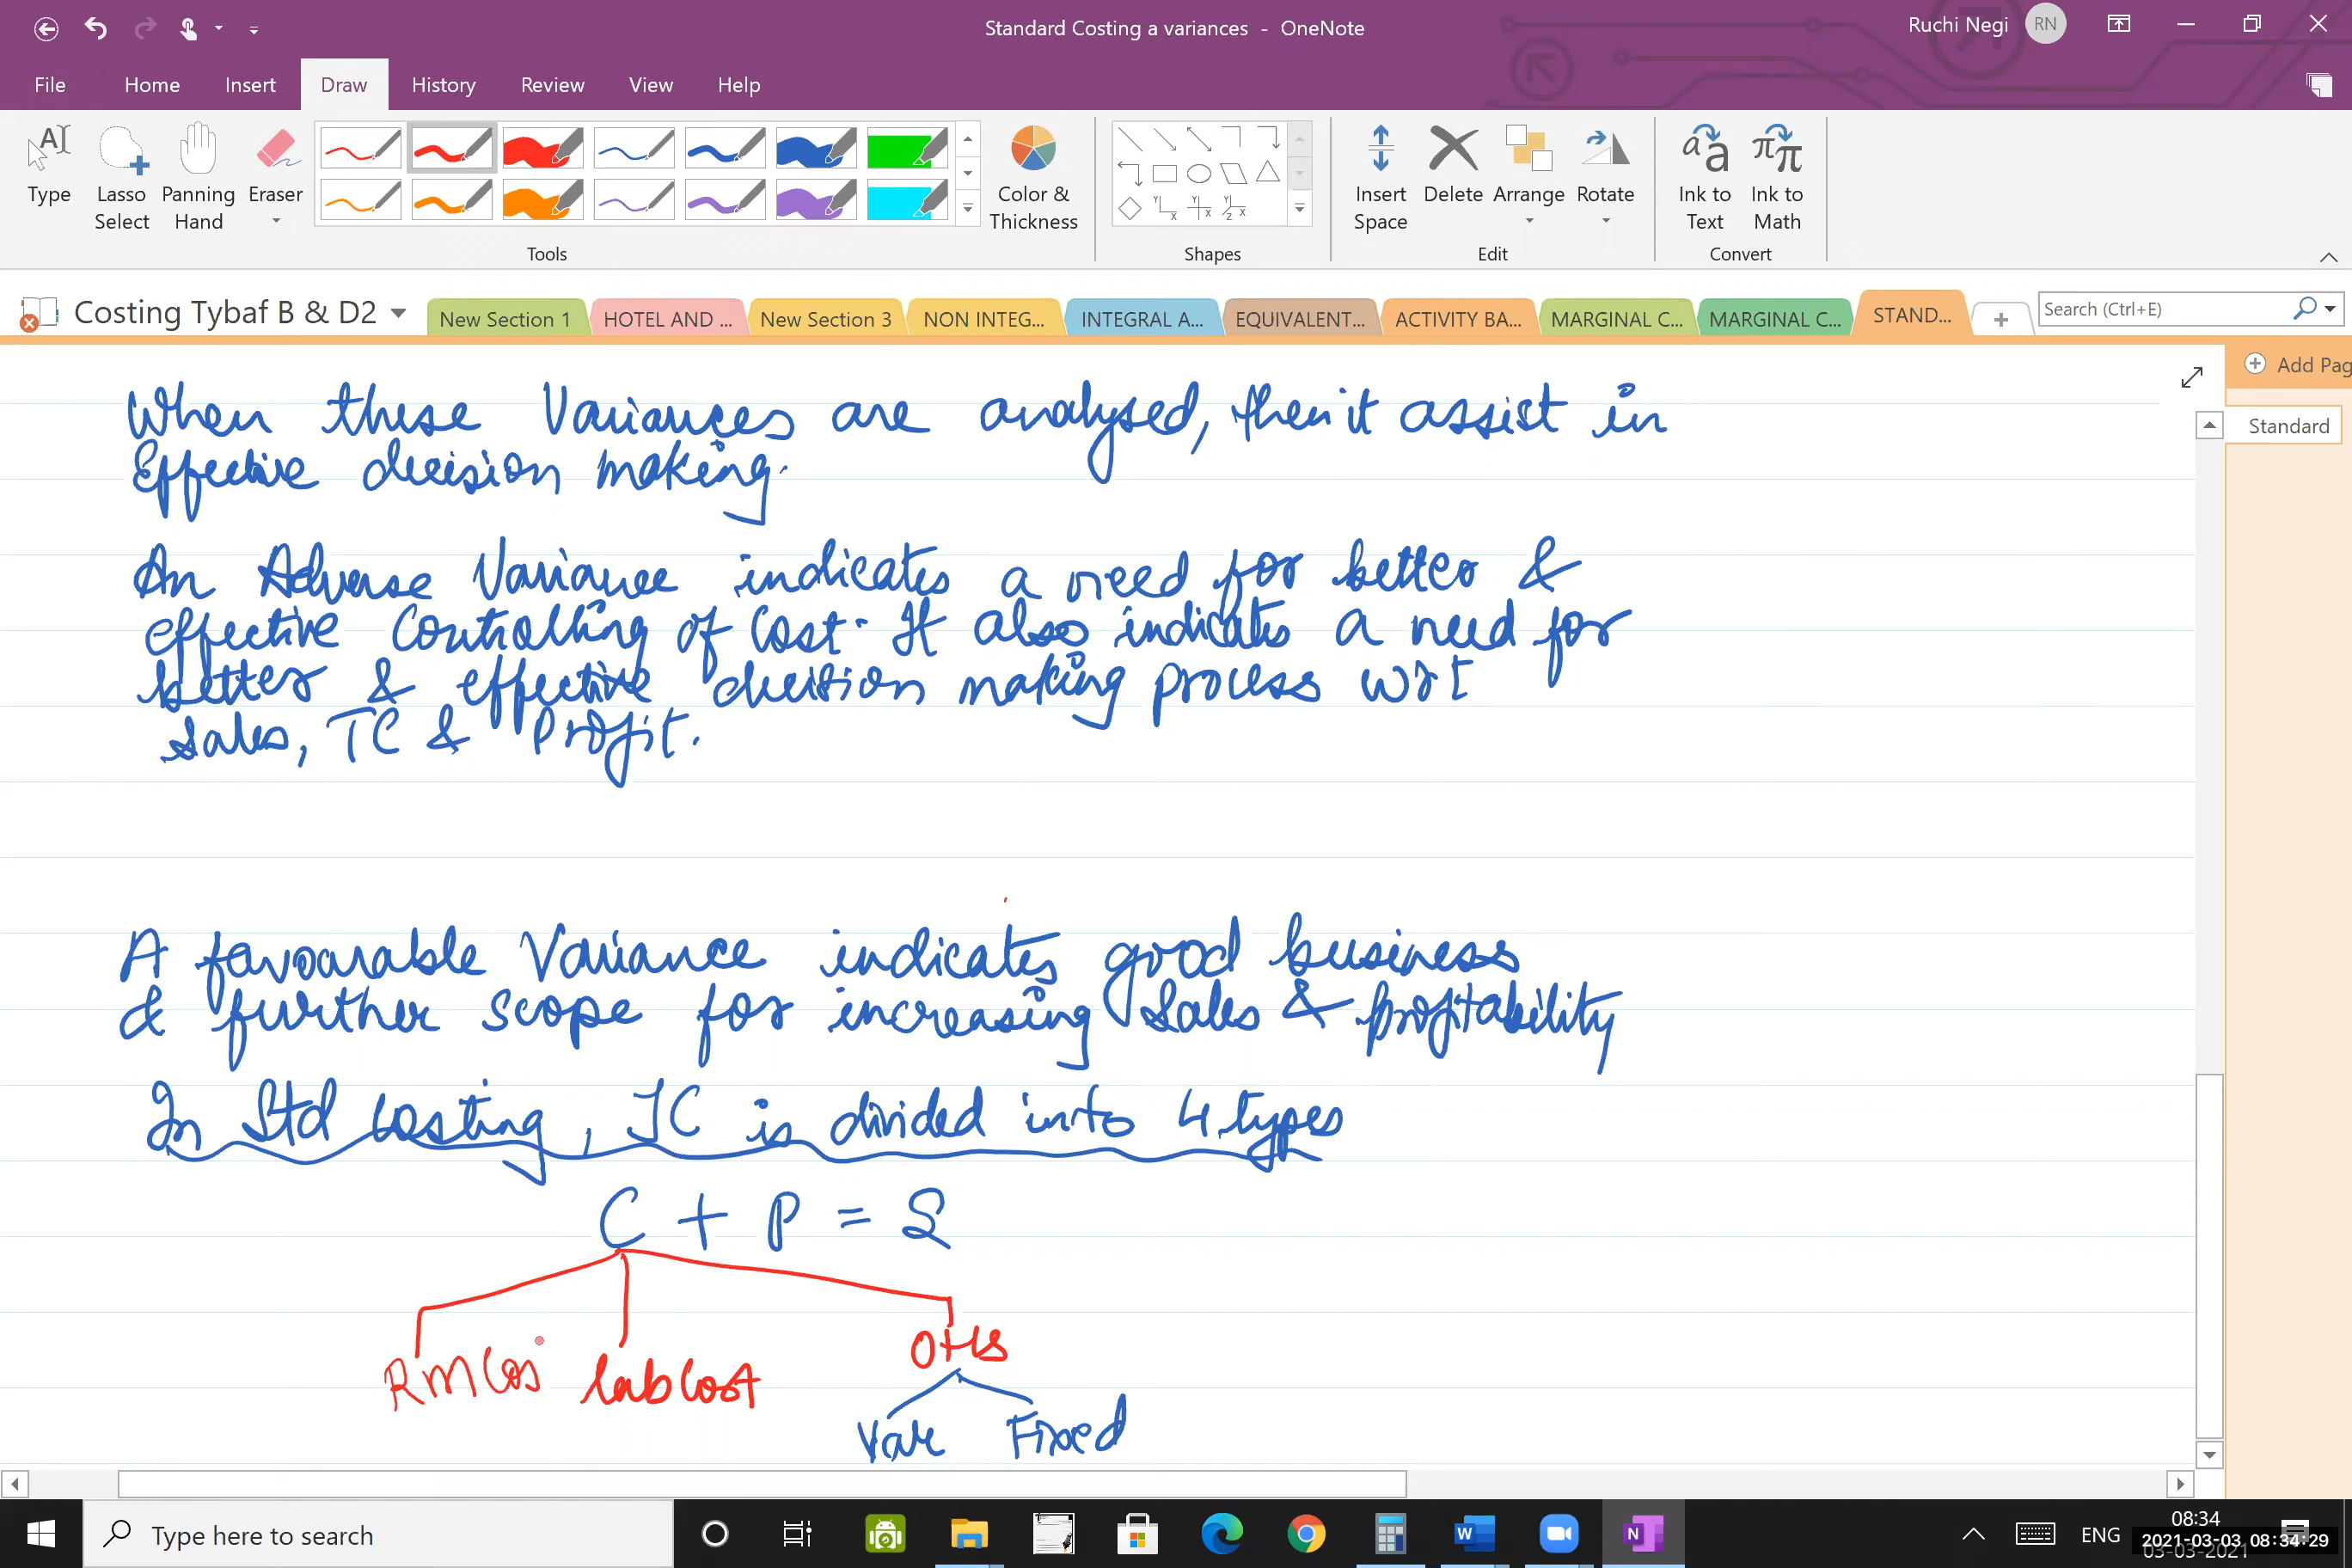 Standard Costing a variances - OneNote
Ruchi Negi RN
File Home Insert Draw History Review View Help
Type Lasso Select Panning Hand Eraser Color & Thickness Insert Space Delete Arrange Rotate Ink to Text Ink to Math
Tools Shapes Edit Convert
Costing Tybaf B & D2 New Section 1 HOTEL AND ... New Section 3 NON INTEG... INTEGRAL A... EQUIVALENT... ACTIVITY BA... MARGINAL C... MARGINAL C... STAND... Search (Ctrl+E)
Add Pag
Standard
When these Variances are analysed, then it assist in
Effective decision making.
An Adverse Variance indicates a need for better &
effective Controlling of Cost. It also indicates a need for
better & effective decision making process wrt
Sales, TC & Profit.
A favourable Variance indicates good business
& further scope for increasing Sales & profitability
In Std Costing, TC is divided into 4 types
C + P = S
RM Cos lab Cost OHs
Var Fixed
Type here to search
ENG
08:34
03-03-2021
2021-03-03 08:34:29